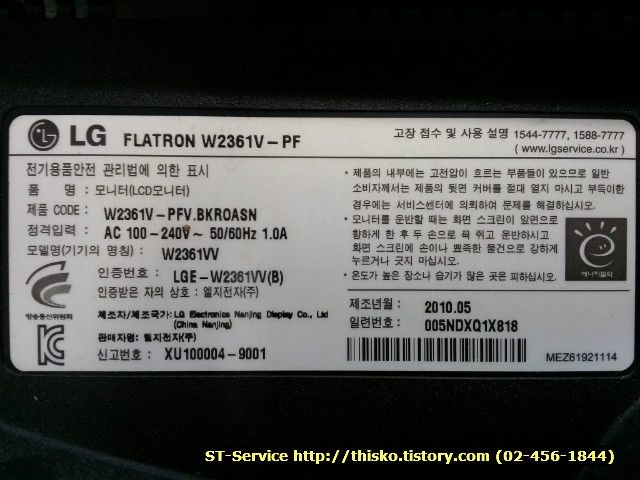 LG FLATRON W2361V-PF
고장 접수 및 사용 설명 1544-7777, 1588-7777
( www.lgservice.co.kr )
전기용품안전 관리법에 의한 표시
품 명 : 모니터(LCD모니터)
제품 CODE : W2361V-PFV.BKROASN
정격입력 : AC 100-240V~ 50/60Hz 1.0A
모델명(기기의 명칭) : W2361VV
인증번호 : LGE-W2361VV(B)
인증받은 자의 상호 : 엘지전자(주)
방송통신위원회
제조자/제조국가: LG Electronics Nanjing Display Co., Ltd
(China Nanjing)
판매자명: 엘지전자(주)
신고번호 : XU100004-9001
• 제품의 내부에는 고전압이 흐르는 부품들이 있으므로 일반
소비자께서는 제품의 뒷면 커버를 절대 열지 마시고 부득이한
경우에는 서비스센터에 의뢰하여 문제를 해결하십시오.
• 모니터를 운반할 때는 화면 스크린이 앞면으로
향하게 한 후 두 손으로 잡고 운반하십시오.
화면 스크린에 손이나 뾰족한 물건으로 강하게
누르거나 긁히지 않게 주의하십시오.
• 온도가 높은 장소나 습기가 많은 곳은 피하십시오.
에너지절약
제조년월 : 2010.05
일련번호 : 005NDXQ1X818
MEZ61921114
ST-Service http://thisko.tistory.com (02-456-1844)